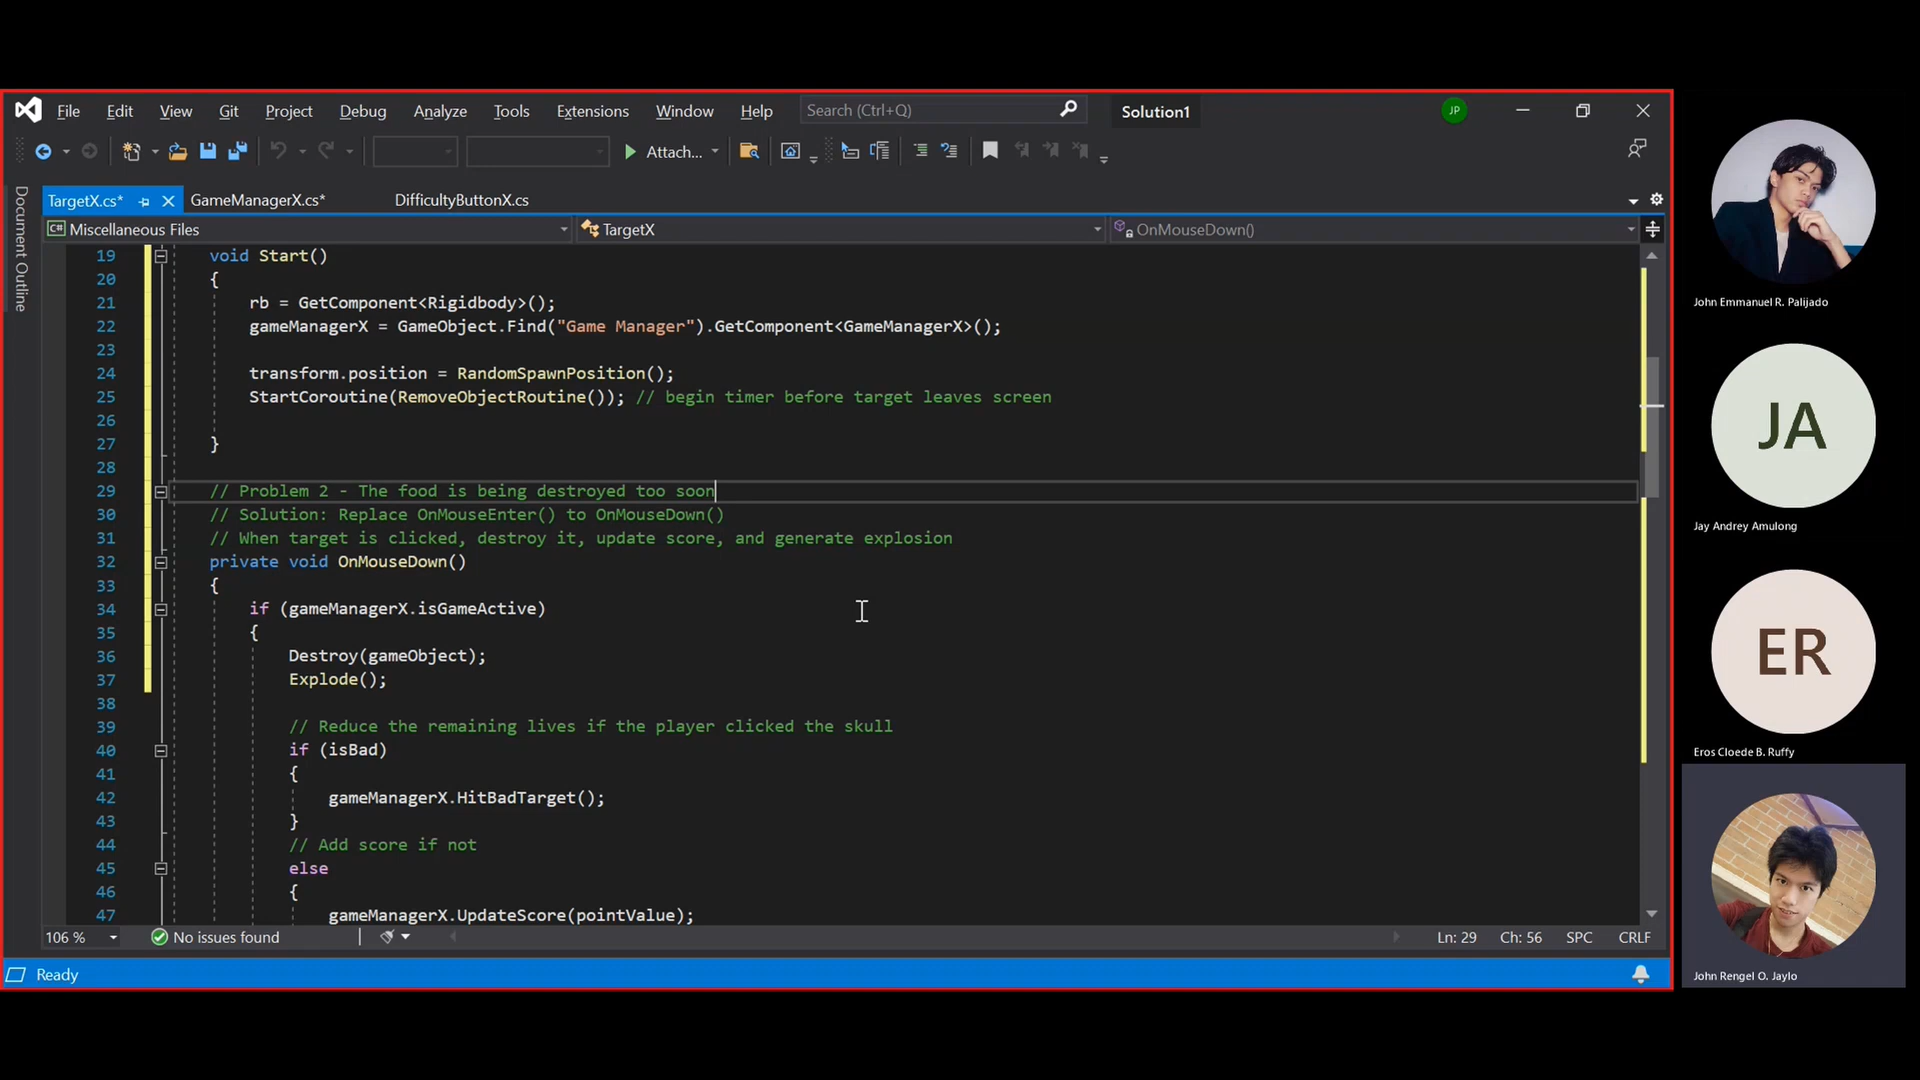 File Edit View Git Project Debug Analyze Tools Extensions Window Help Search (Ctrl+Q) Solution1 JP
Attach...
Document Outline
TargetX.cs* GameManagerX.cs* DifficultyButtonX.cs
C# Miscellaneous Files TargetX OnMouseDown()
19 void Start()
20 {
21 rb = GetComponent<Rigidbody>();
22 gameManagerX = GameObject.Find("Game Manager").GetComponent<GameManagerX>();
23
24 transform.position = RandomSpawnPosition();
25 StartCoroutine(RemoveObjectRoutine()); // begin timer before target leaves screen
26
27 }
28
29 // Problem 2 - The food is being destroyed too soon
30 // Solution: Replace OnMouseEnter() to OnMouseDown()
31 // When target is clicked, destroy it, update score, and generate explosion
32 private void OnMouseDown()
33 {
34 if (gameManagerX.isGameActive)
35 {
36 Destroy(gameObject);
37 Explode();
38
39 // Reduce the remaining lives if the player clicked the skull
40 if (isBad)
41 {
42 gameManagerX.HitBadTarget();
43 }
44 // Add score if not
45 else
46 {
47 gameManagerX.UpdateScore(pointValue);
106 % No issues found Ln: 29 Ch: 56 SPC CRLF
Ready
John Emmanuel R. Palijado
JA
Jay Andrey Amulong
ER
Eros Cloede B. Ruffy
John Rengel O. Jaylo